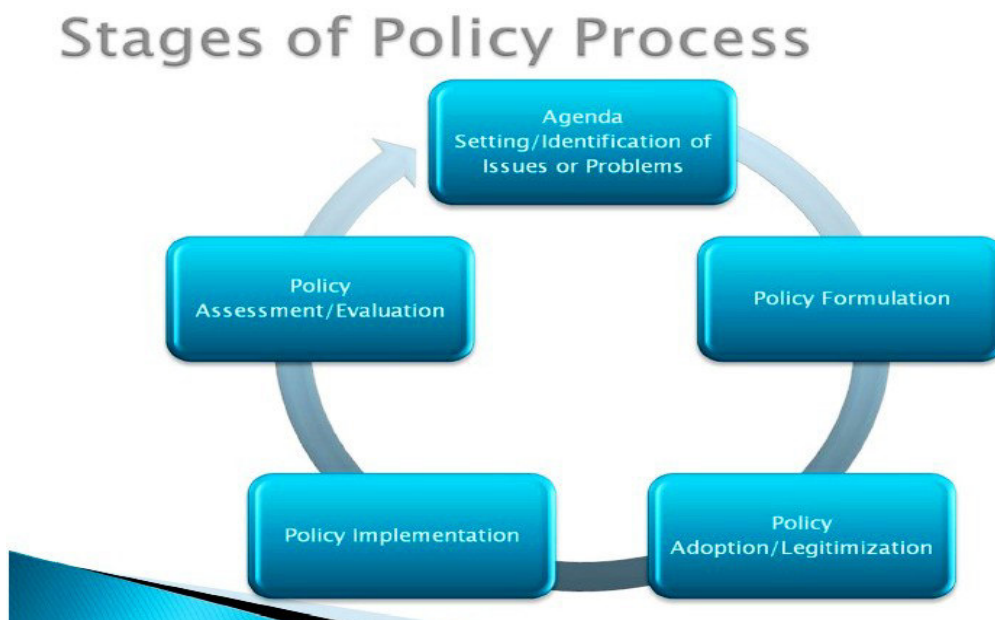 Stages of Policy Process
Agenda
Setting/Identification of
Issues or Problems
Policy Formulation
Policy
Adoption/Legitimization
Policy Implementation
Policy
Assessment/Evaluation